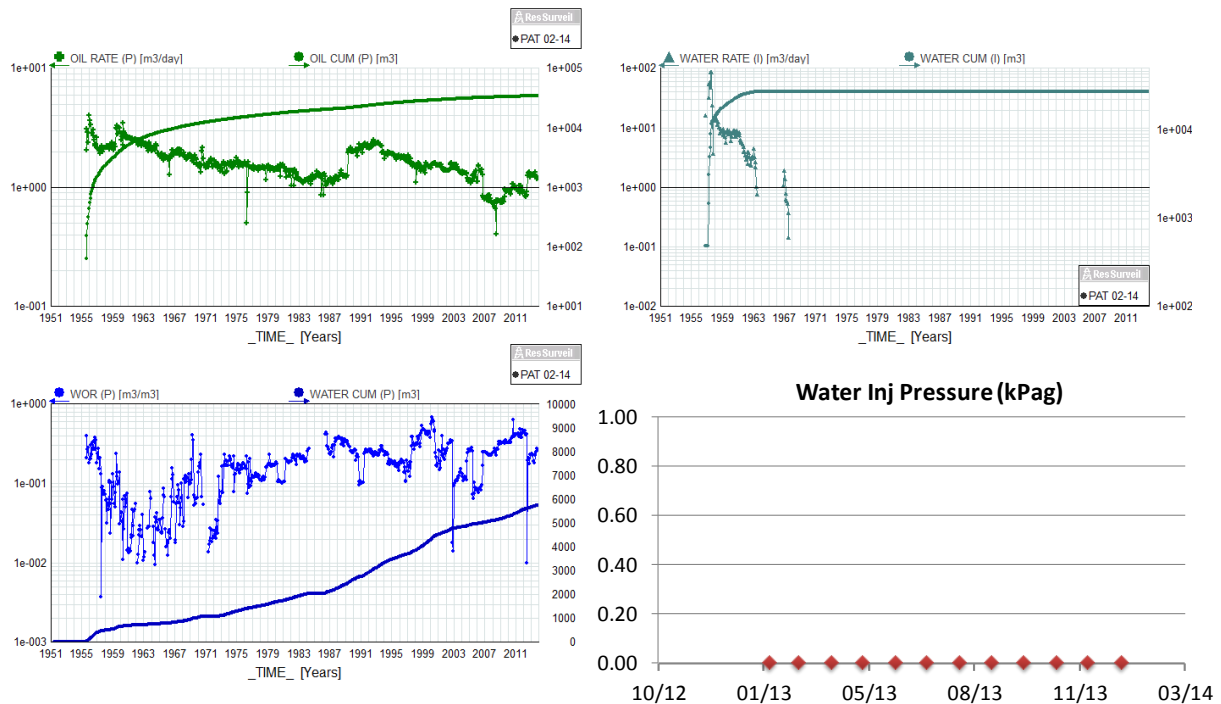 ResSurveil
PAT 02-14
OIL RATE (P) [m3/day] OIL CUM (P) [m3]
1e+001 1e+005
1e+004
1e+000 1e+003
1e+002
1e-001 1e+001
1951 1955 1959 1963 1967 1971 1975 1979 1983 1987 1991 1995 1999 2003 2007 2011
_TIME_ [Years]
WATER RATE (I) [m3/day] WATER CUM (I) [m3]
1e+002
1e+001 1e+004
1e+000
1e+003
1e-001
ResSurveil
PAT 02-14
1e-002 1e+002
1951 1955 1959 1963 1967 1971 1975 1979 1983 1987 1991 1995 1999 2003 2007 2011
_TIME_ [Years]
ResSurveil
PAT 02-14
WOR (P) [m3/m3] WATER CUM (P) [m3]
1e+000 10000
9000
8000
7000
1e-001
6000
5000
4000
1e-002
3000
2000
1000
1e-003 0
1951 1955 1959 1963 1967 1971 1975 1979 1983 1987 1991 1995 1999 2003 2007 2011
_TIME_ [Years]
Water Inj Pressure (kPag)
1.00
0.80
0.60
0.40
0.20
0.00
10/12 01/13 05/13 08/13 11/13 03/14